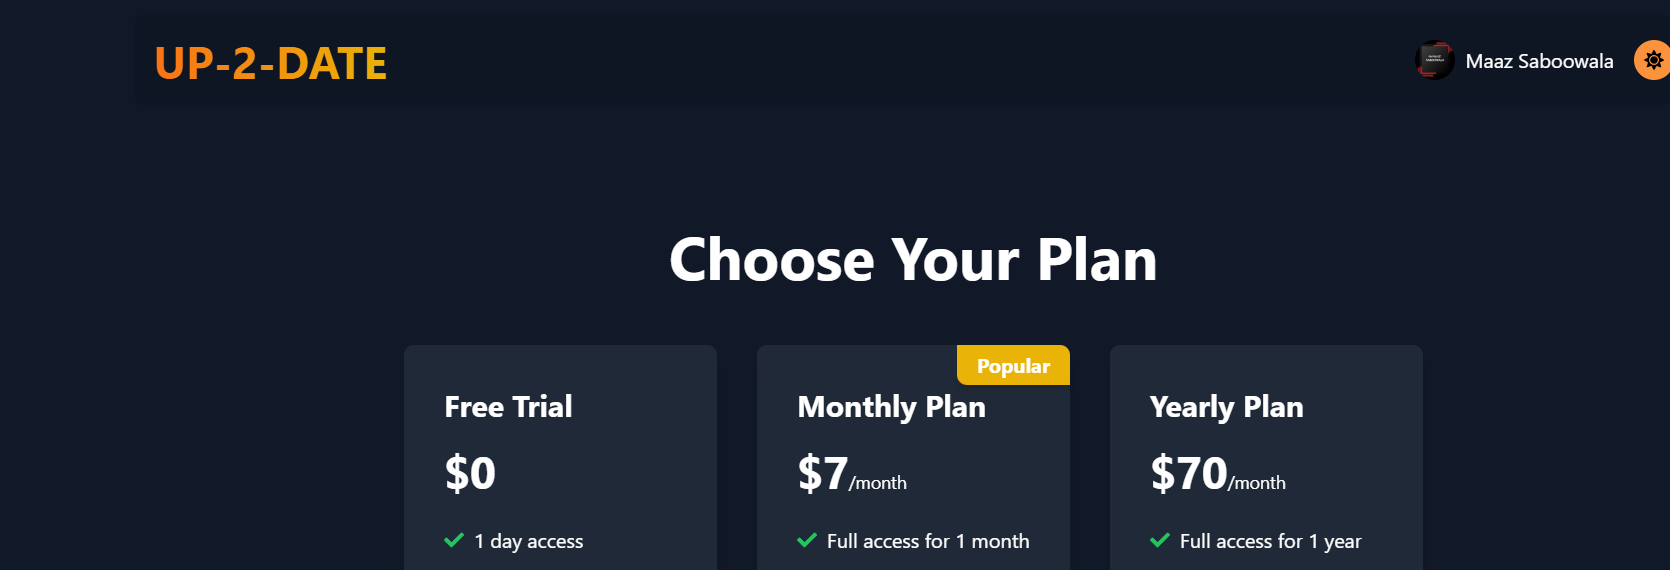 UP-2-DATE
Maaz Saboowala
Choose Your Plan
Popular
Free Trial
Monthly Plan
Yearly Plan
$0
$7/month
$70/month
1 day access
Full access for 1 month
Full access for 1 year